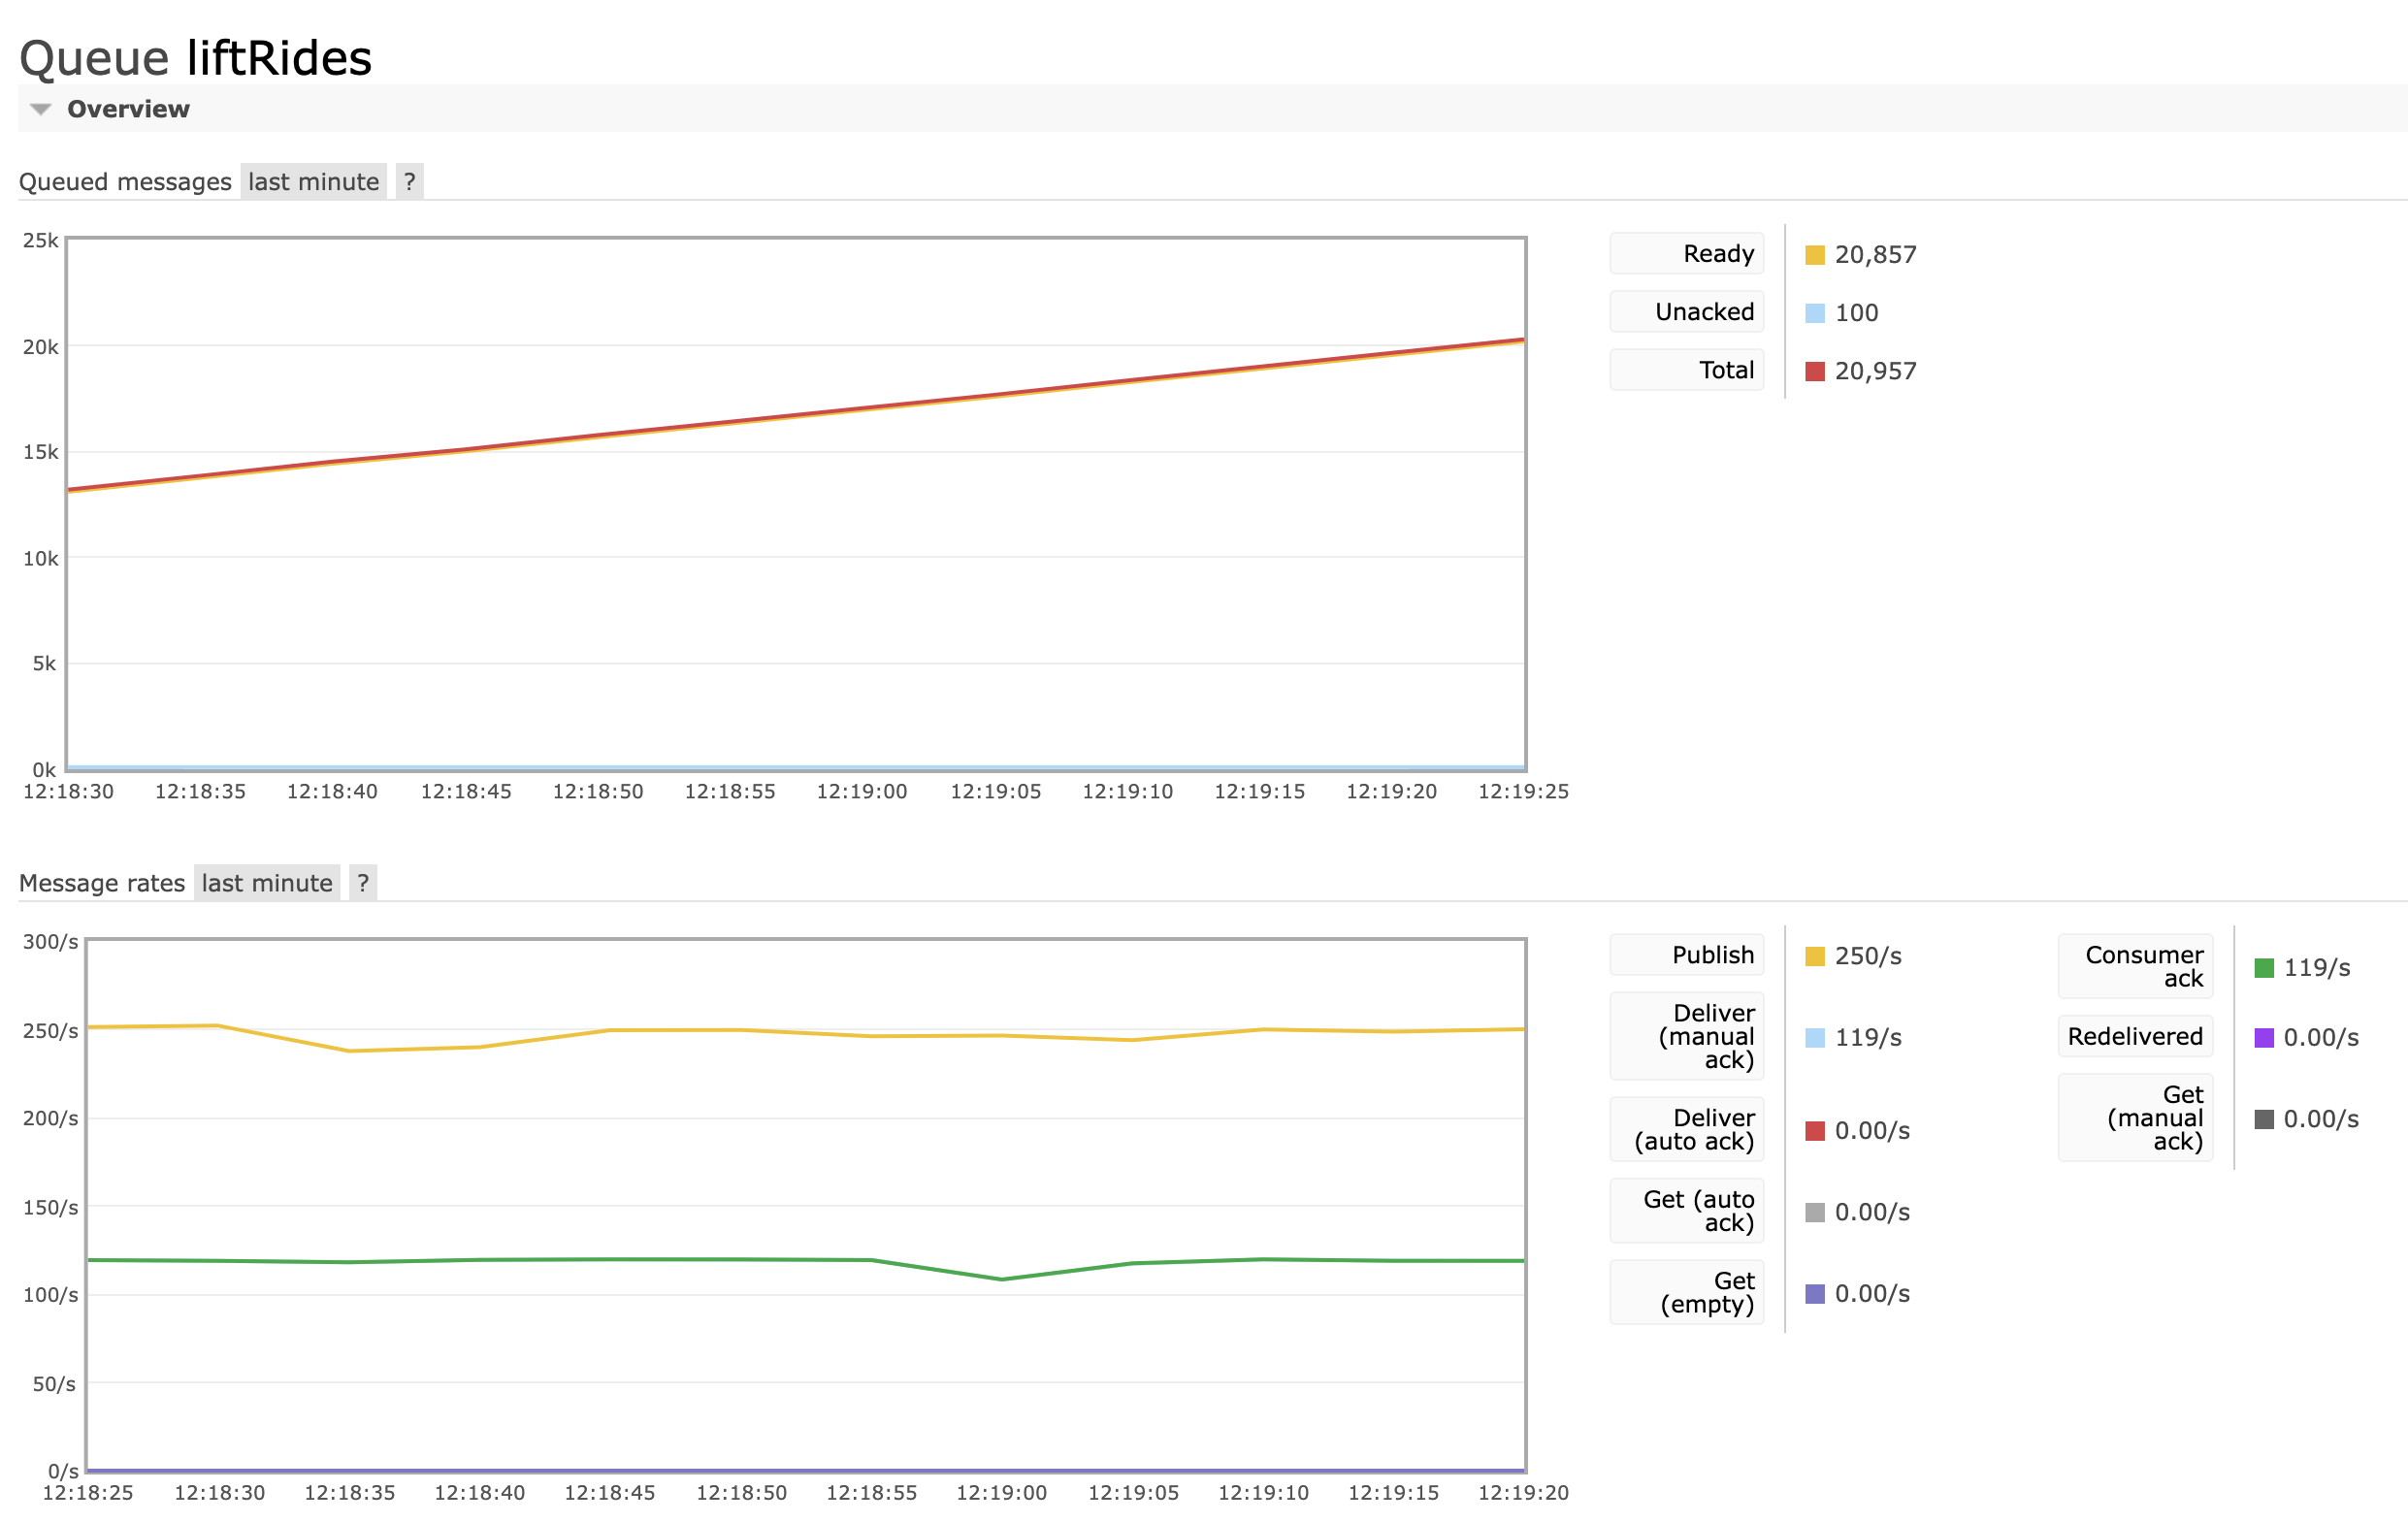 Queue liftRides
Overview
Queued messages last minute ?
25k
20k
15k
10k
5k
0k
12:18:30 12:18:35 12:18:40 12:18:45 12:18:50 12:18:55 12:19:00 12:19:05 12:19:10 12:19:15 12:19:20 12:19:25
Ready 20,857
Unacked 100
Total 20,957
Message rates last minute ?
300/s
250/s
200/s
150/s
100/s
50/s
0/s
12:18:25 12:18:30 12:18:35 12:18:40 12:18:45 12:18:50 12:18:55 12:19:00 12:19:05 12:19:10 12:19:15 12:19:20
Publish 250/s
Deliver
(manual 119/s
ack)
Deliver
(auto ack) 0.00/s
Get (auto
ack) 0.00/s
Get
(empty) 0.00/s
Consumer
ack 119/s
Redelivered 0.00/s
Get
(manual 0.00/s
ack)